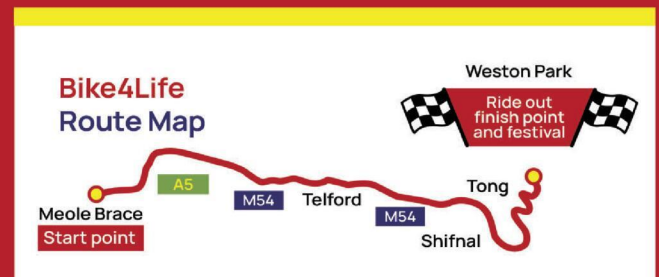 Bike4Life
Route Map
Weston Park
Ride out
finish point
and festival
A5
M54
Telford
M54
Tong
Meole Brace
Start point
Shifnal